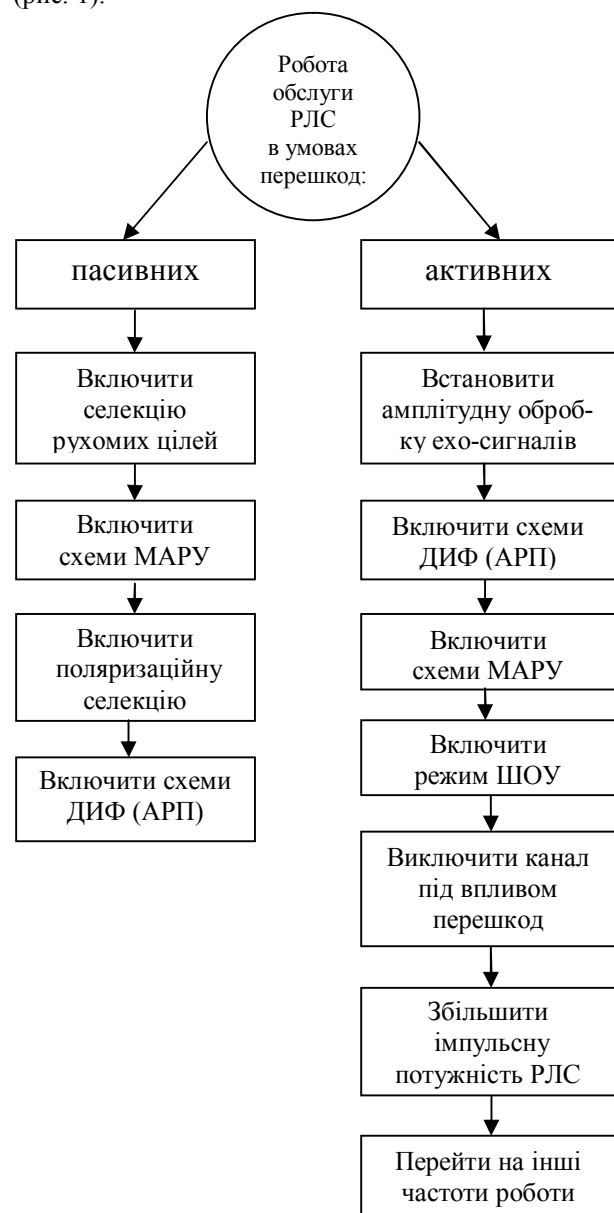 (рис. 1).
Робота
обслуги
РЛС
в умовах
перешкод:
пасивних
Включити
селекцію
рухомих цілей
Включити
схеми МАРУ
Включити
поляризаційну
селекцію
Включити схеми
ДИФ (АРП)
активних
Встановити
амплітудну оброб-
ку ехо-сигналів
Включити схеми
ДИФ (АРП)
Включити
схеми МАРУ
Включити
режим ШОУ
Виключити канал
під впливом
перешкод
Збільшити
імпульсну
потужність РЛС
Перейти на інші
частоти роботи